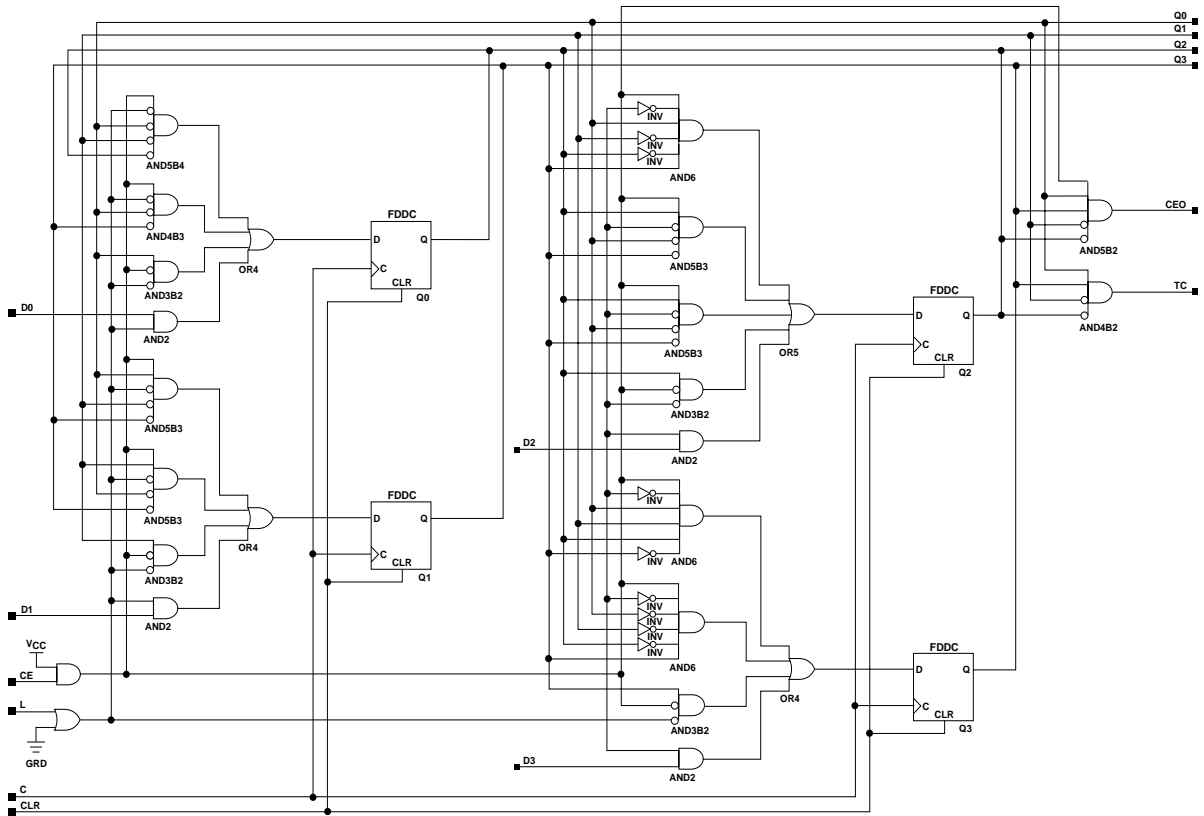 Q0
Q1
Q2
Q3
INV
INV
INV
AND6
AND5B4
AND4B3
FDDC
D
Q
C
CLR
Q0
OR4
AND3B2
D0
AND2
AND5B3
AND5B3
OR5
AND3B2
D2
AND2
CEO
AND5B2
TC
AND4B2
FDDC
D
Q
C
CLR
Q2
AND5B3
AND5B3
FDDC
D
Q
C
CLR
Q1
OR4
AND3B2
D1
AND2
INV
INV
AND6
INV
INV
INV
INV
AND6
FDDC
D
Q
C
CLR
Q3
OR4
AND3B2
D3
AND2
VCC
CE
L
GRD
C
CLR